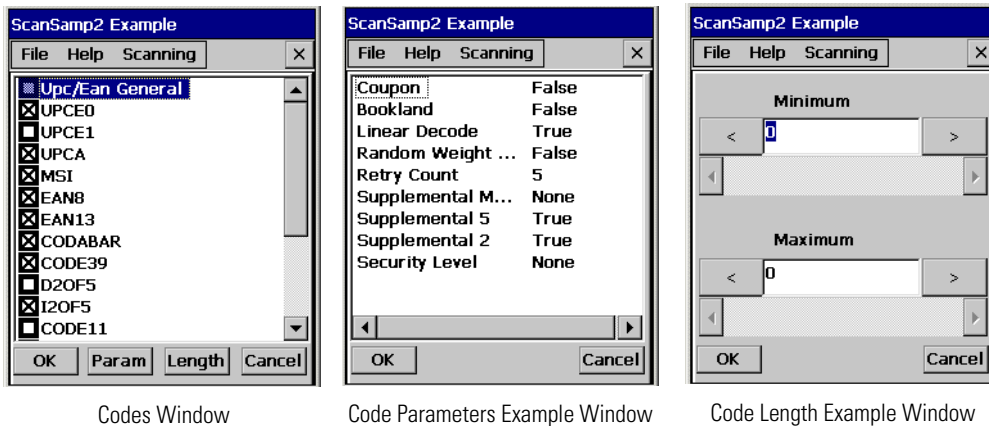 ScanSamp2 Example
File Help Scanning ×
Upc/Ean General
UPCE0
UPCE1
UPCA
MSI
EAN8
EAN13
CODABAR
CODE39
D2OF5
I2OF5
CODE11
OK Param Length Cancel
Codes Window
ScanSamp2 Example
File Help Scanning ×
Coupon False
Bookland False
Linear Decode True
Random Weight ... False
Retry Count 5
Supplemental M... None
Supplemental 5 True
Supplemental 2 True
Security Level None
OK Cancel
Code Parameters Example Window
ScanSamp2 Example
File Help Scanning ×
Minimum
< 0 >
Maximum
< 0 >
OK Cancel
Code Length Example Window